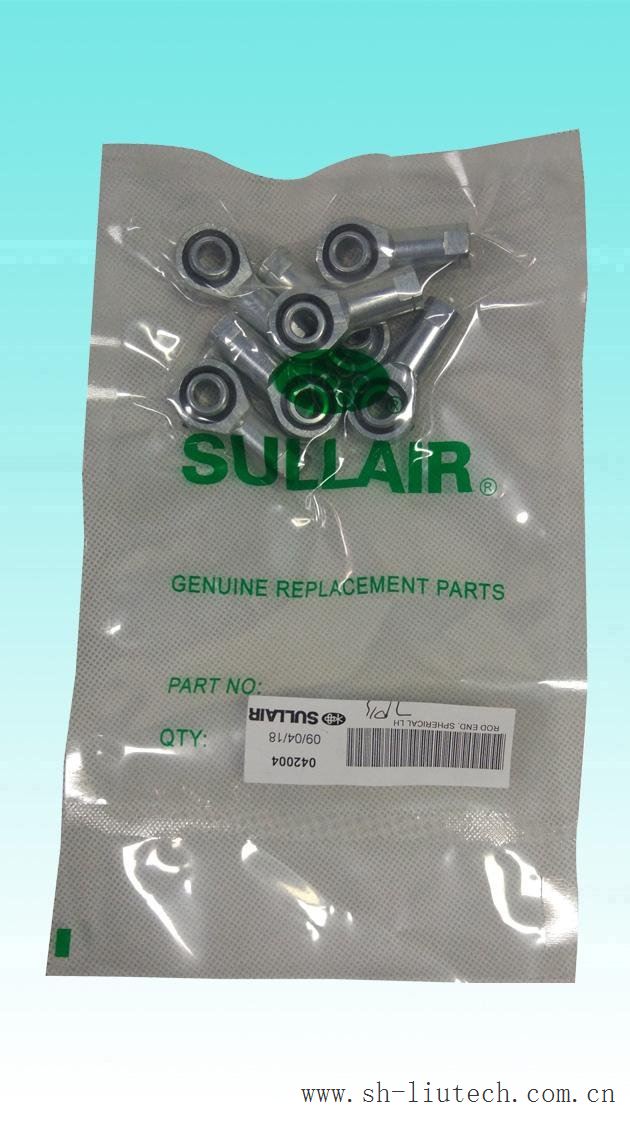 SULLAIR®
GENUINE REPLACEMENT PARTS
PART NO:
QTY:
042004
09/04/18
SULLAIR
ROD END, SPHERICAL LH
www.sh-liutech.com.cn